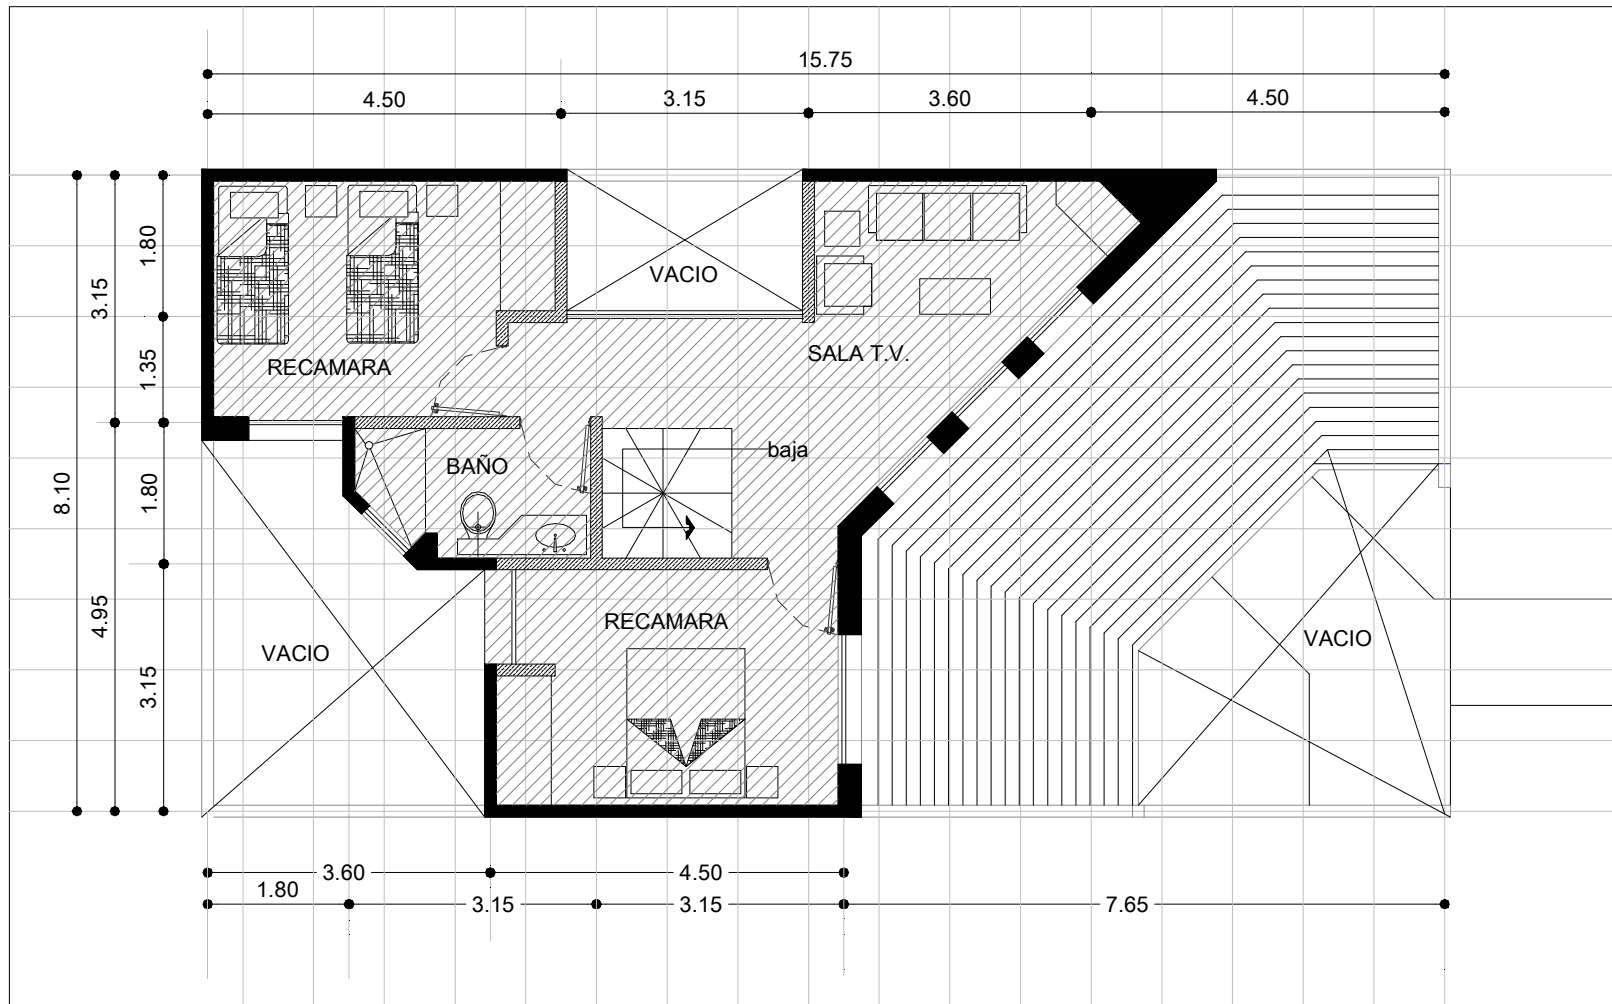 15.75
4.50
3.15
3.60
4.50
1.80
3.15
1.35
8.10
1.80
4.95
3.15
VACIO
RECAMARA
SALA T.V.
BAÑO
baja
RECAMARA
VACIO
VACIO
3.60
4.50
1.80
3.15
3.15
7.65